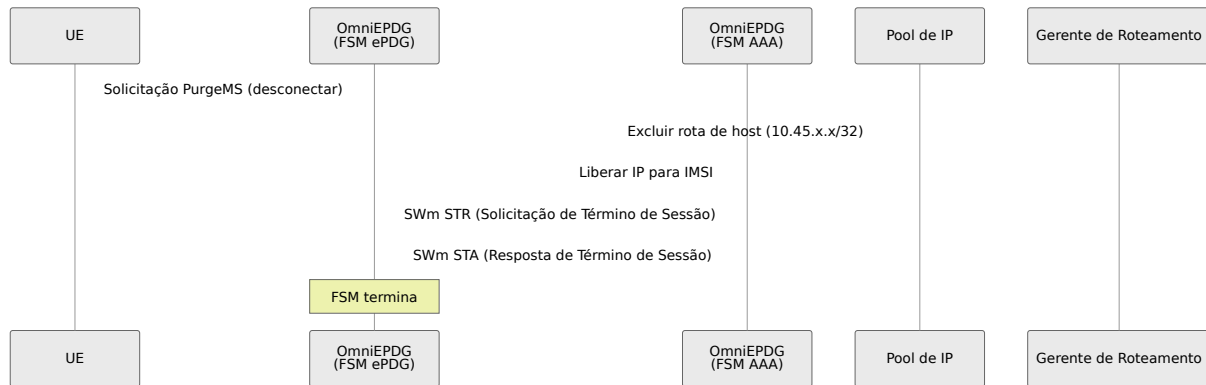 UE
OmniEPDG
(FSM ePDG)
OmniEPDG
(FSM AAA)
Pool de IP
Gerente de Roteamento
Solicitação PurgeMS (desconectar)
Excluir rota de host (10.45.x.x/32)
Liberar IP para IMSI
SWm STR (Solicitação de Término de Sessão)
SWm STA (Resposta de Término de Sessão)
FSM termina
UE
OmniEPDG
(FSM ePDG)
OmniEPDG
(FSM AAA)
Pool de IP
Gerente de Roteamento